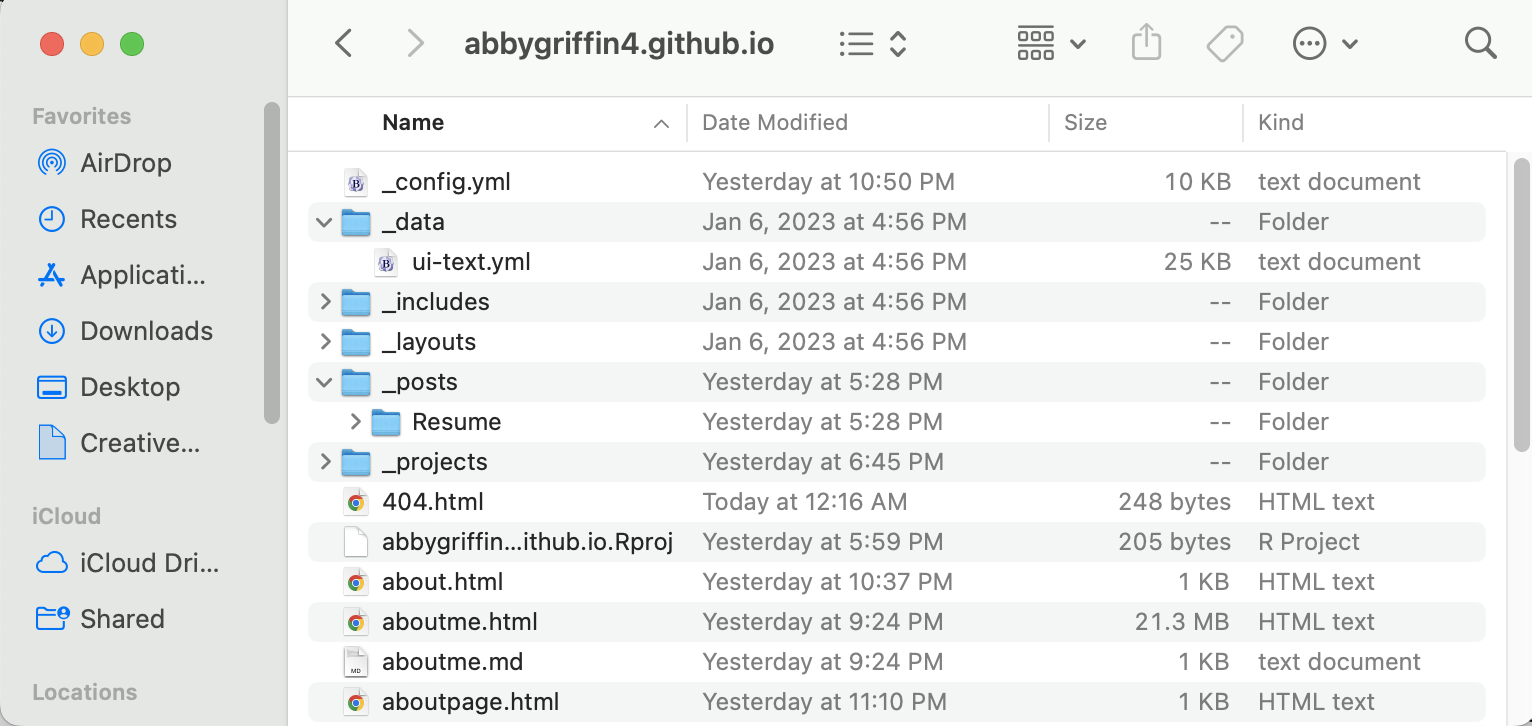 abbygriffin4.github.io
Favorites
AirDrop
Recents
Applicati...
Downloads
Desktop
Creative...
iCloud
iCloud Dri...
Shared
Locations
Name Date Modified Size Kind
_config.yml Yesterday at 10:50 PM 10 KB text document
_data Jan 6, 2023 at 4:56 PM -- Folder
ui-text.yml Jan 6, 2023 at 4:56 PM 25 KB text document
_includes Jan 6, 2023 at 4:56 PM -- Folder
_layouts Jan 6, 2023 at 4:56 PM -- Folder
_posts Yesterday at 5:28 PM -- Folder
Resume Yesterday at 5:28 PM -- Folder
_projects Yesterday at 6:45 PM -- Folder
404.html Today at 12:16 AM 248 bytes HTML text
abbygriffin...ithub.io.Rproj Yesterday at 5:59 PM 205 bytes R Project
about.html Yesterday at 10:37 PM 1 KB HTML text
aboutme.html Yesterday at 9:24 PM 21.3 MB HTML text
MD aboutme.md Yesterday at 9:24 PM 1 KB text document
aboutpage.html Yesterday at 11:10 PM 1 KB HTML text